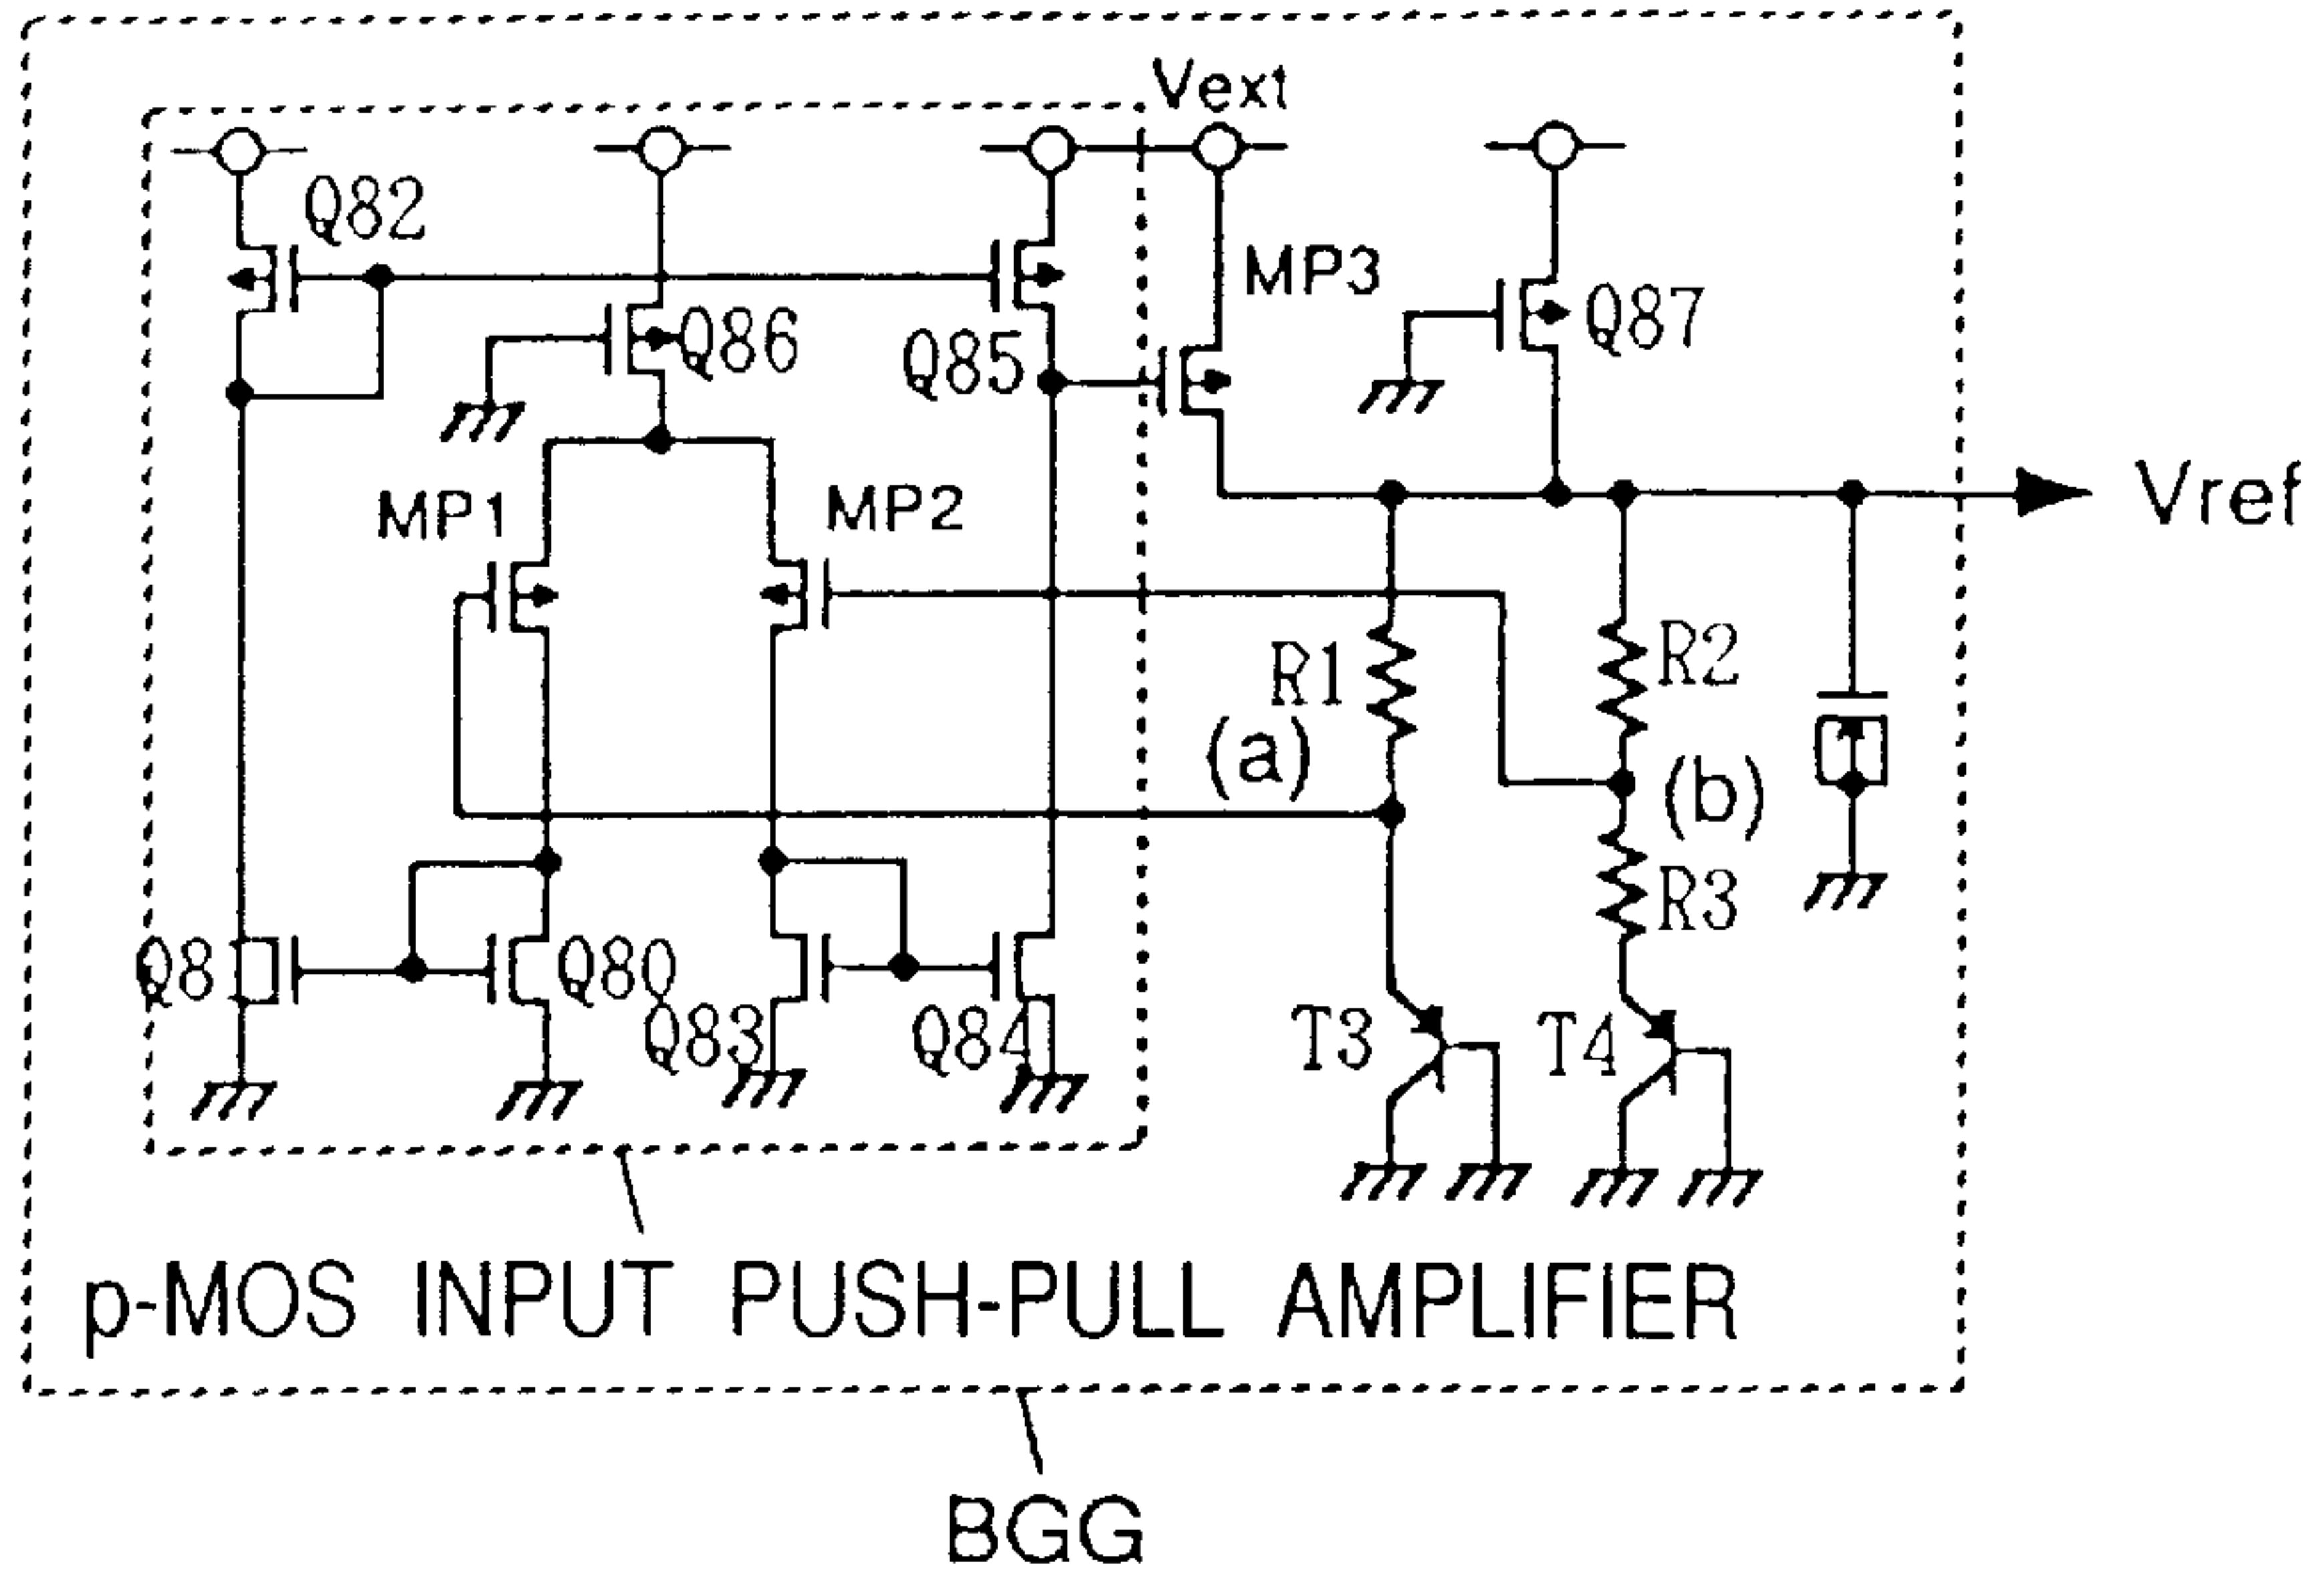 Vext
Q82
MP3
Q86
Q85
Q87
MP1
MP2
Vref
R1
R2
(a)
(b)
R3
Q8
Q80
Q83
Q84
T3
T4
p-MOS INPUT PUSH-PULL AMPLIFIER
BGG